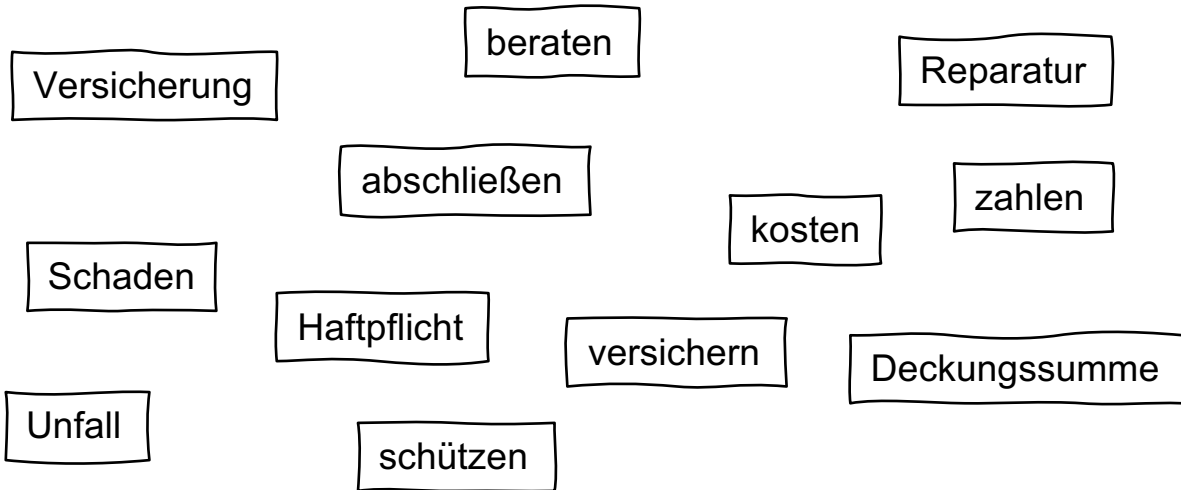 beraten
Versicherung
Reparatur
abschließen
zahlen
kosten
Schaden
Haftpflicht
versichern
Deckungssumme
Unfall
schützen